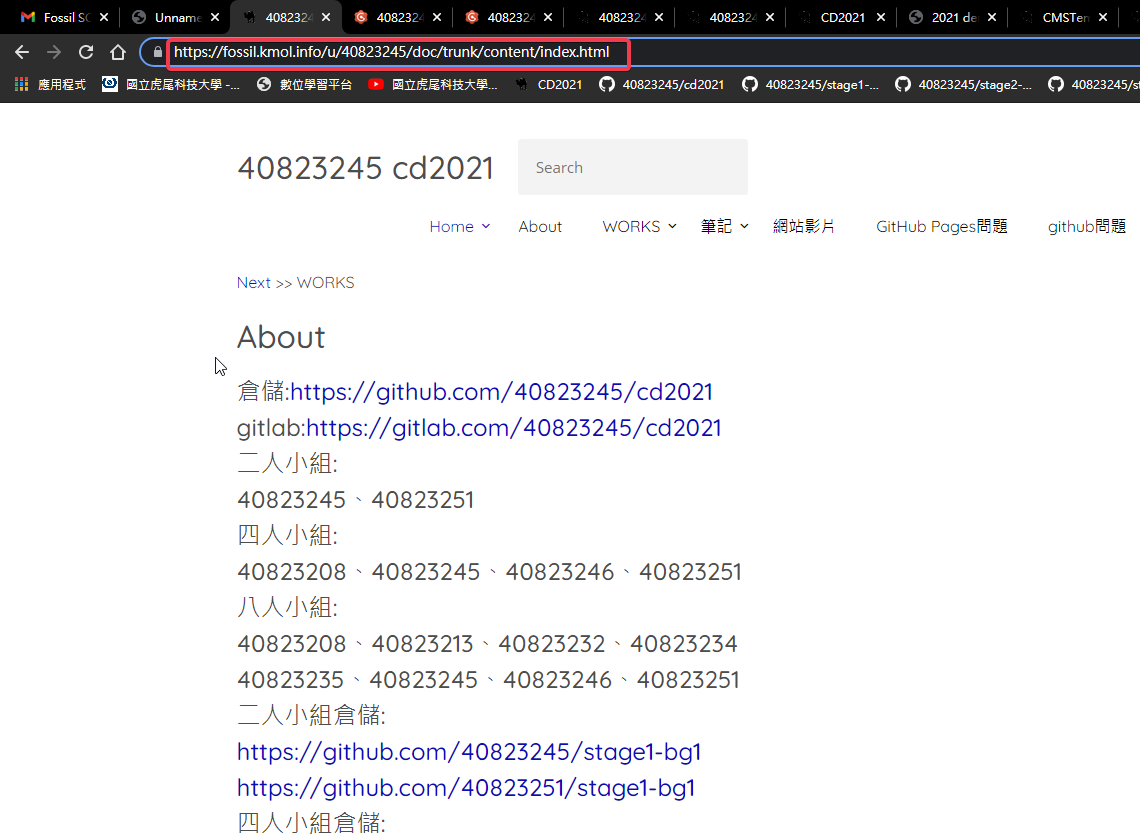 Fossil SC
Unname
408232
408232
408232
408232
408232
CD2021
2021 de
CMSTem
https://fossil.kmol.info/u/40823245/doc/trunk/content/index.html
應用程式
國立虎尾科技大學 -...
數位學習平台
國立虎尾科技大學...
CD2021
40823245/cd2021
40823245/stage1-...
40823245/stage2-...
40823245/st
40823245 cd2021
Search
Home
About
WORKS
筆記
網站影片
GitHub Pages問題
github問題
Next >> WORKS
About
倉儲:https://github.com/40823245/cd2021
gitlab:https://gitlab.com/40823245/cd2021
二人小組:
40823245、40823251
四人小組:
40823208、40823245、40823246、40823251
八人小組:
40823208、40823213、40823232、40823234
40823235、40823245、40823246、40823251
二人小組倉儲:
https://github.com/40823245/stage1-bg1
https://github.com/40823251/stage1-bg1
四人小組倉儲: